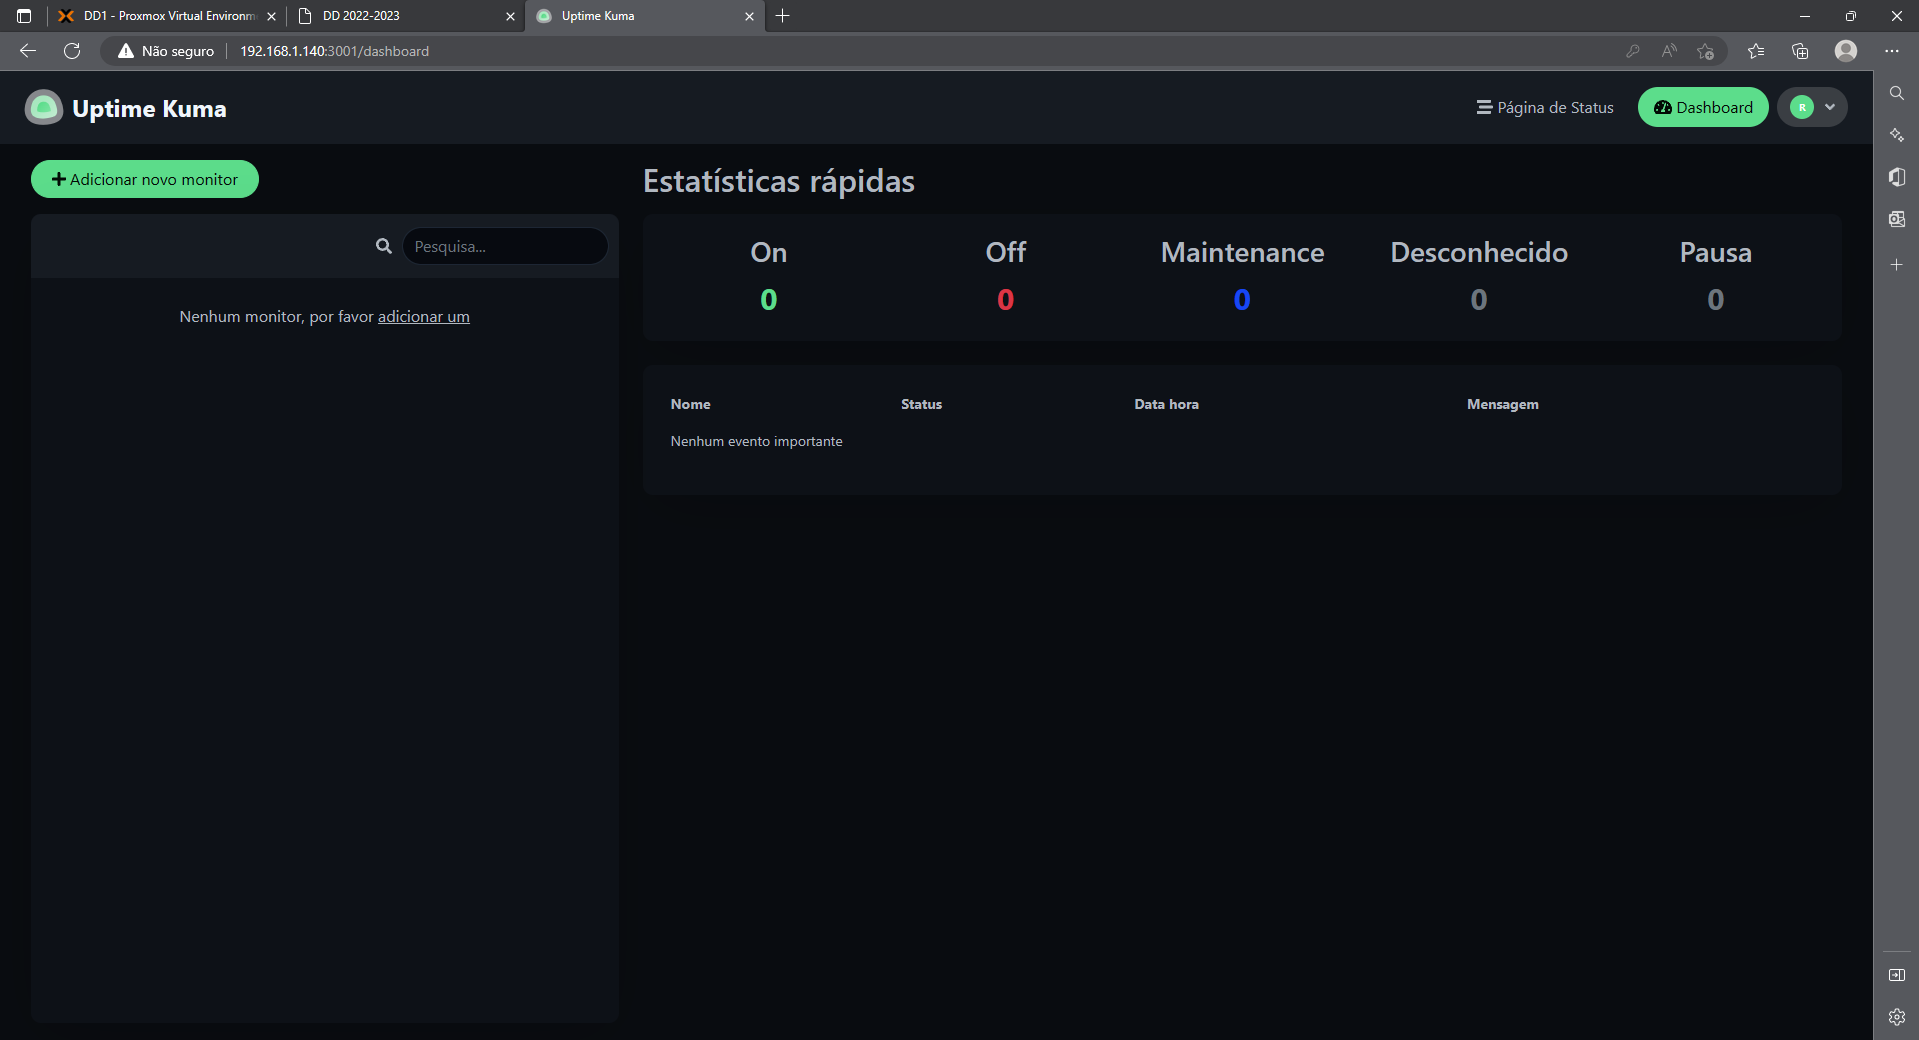 DD1 - Proxmox Virtual Environm
DD 2022-2023
Uptime Kuma
Não seguro
192.168.1.140:3001/dashboard
Uptime Kuma
Página de Status
Dashboard
R
Adicionar novo monitor
Pesquisa...
Nenhum monitor, por favor adicionar um
Estatísticas rápidas
On Off Maintenance Desconhecido Pausa
0 0 0 0 0
Nome Status Data hora Mensagem
Nenhum evento importante